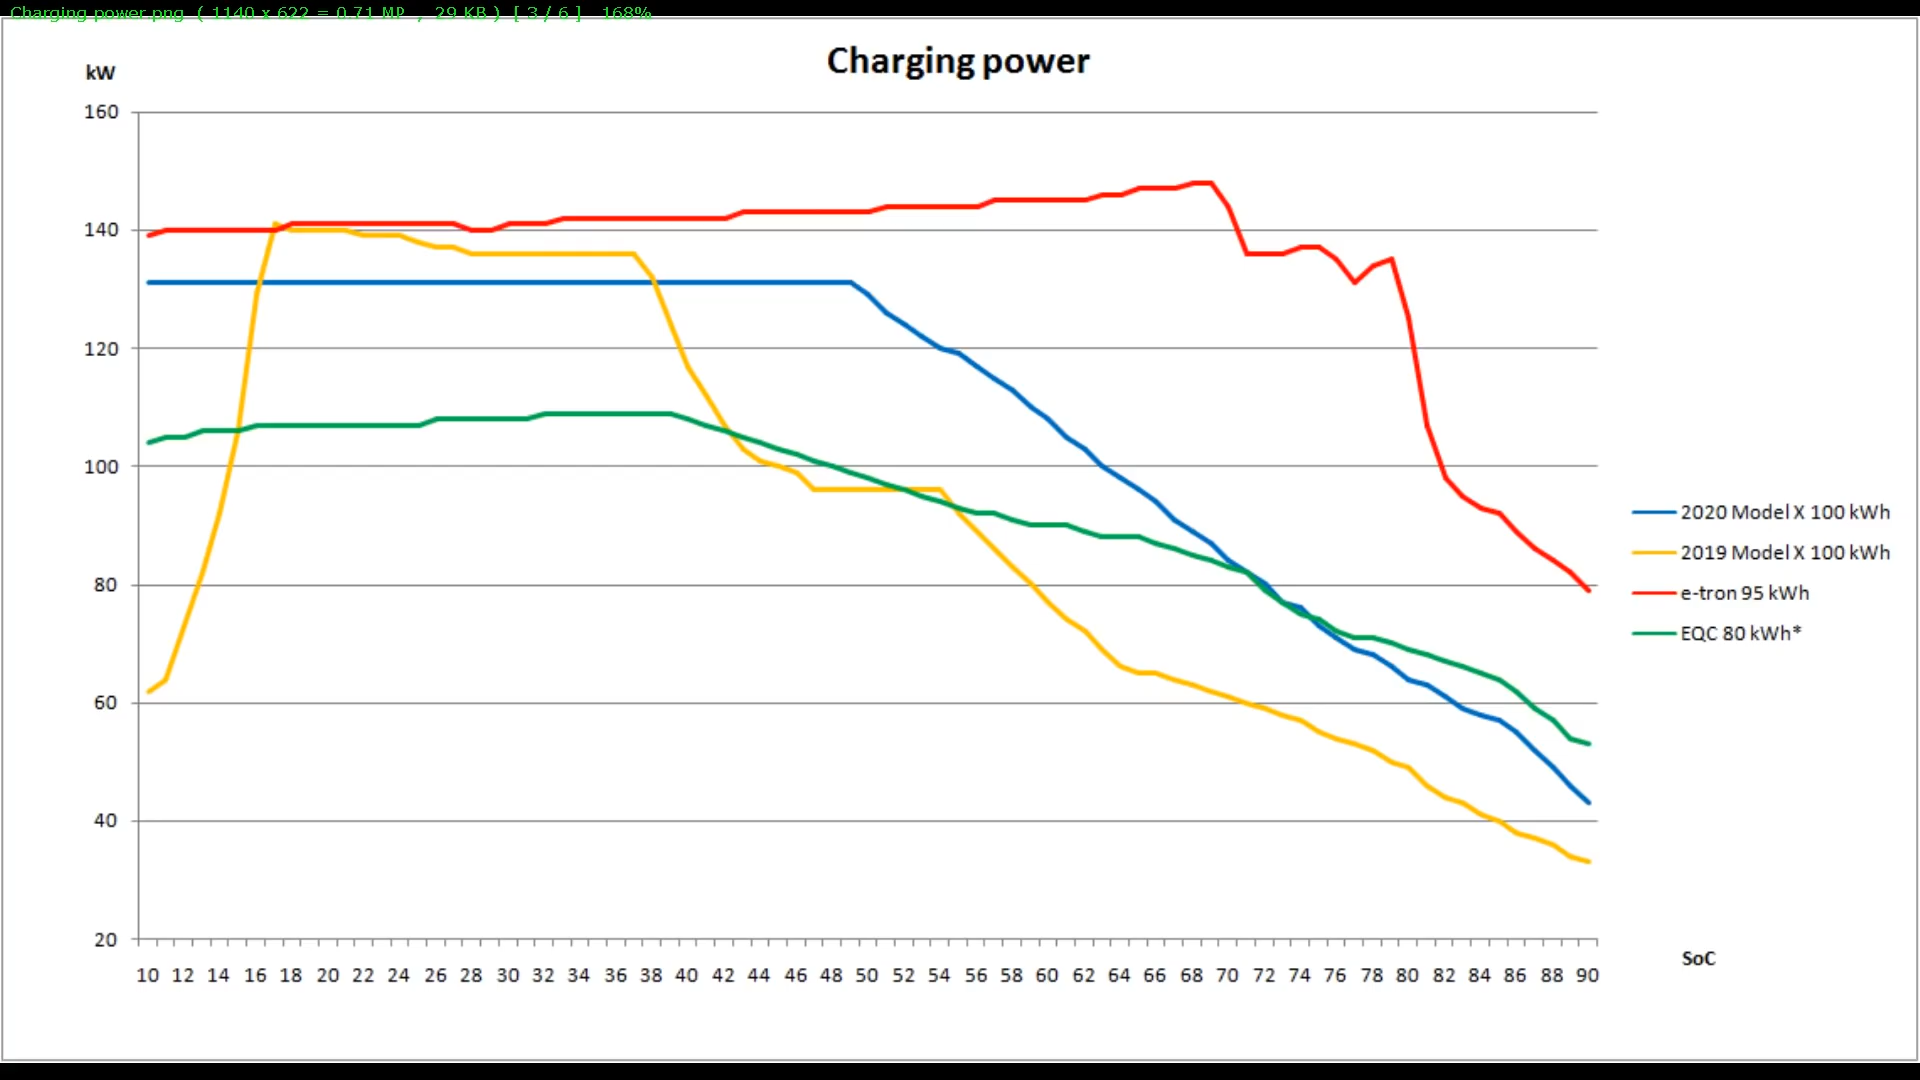 Charging power.png ( 1140 x 622 = 0.71 MP , 29 KB ) [ 3 / 6 ] 168%
Charging power
kW
160
140
120
100
80
60
40
20
10 12 14 16 18 20 22 24 26 28 30 32 34 36 38 40 42 44 46 48 50 52 54 56 58 60 62 64 66 68 70 72 74 76 78 80 82 84 86 88 90
SoC
2020 Model X 100 kWh
2019 Model X 100 kWh
e-tron 95 kWh
EQC 80 kWh*